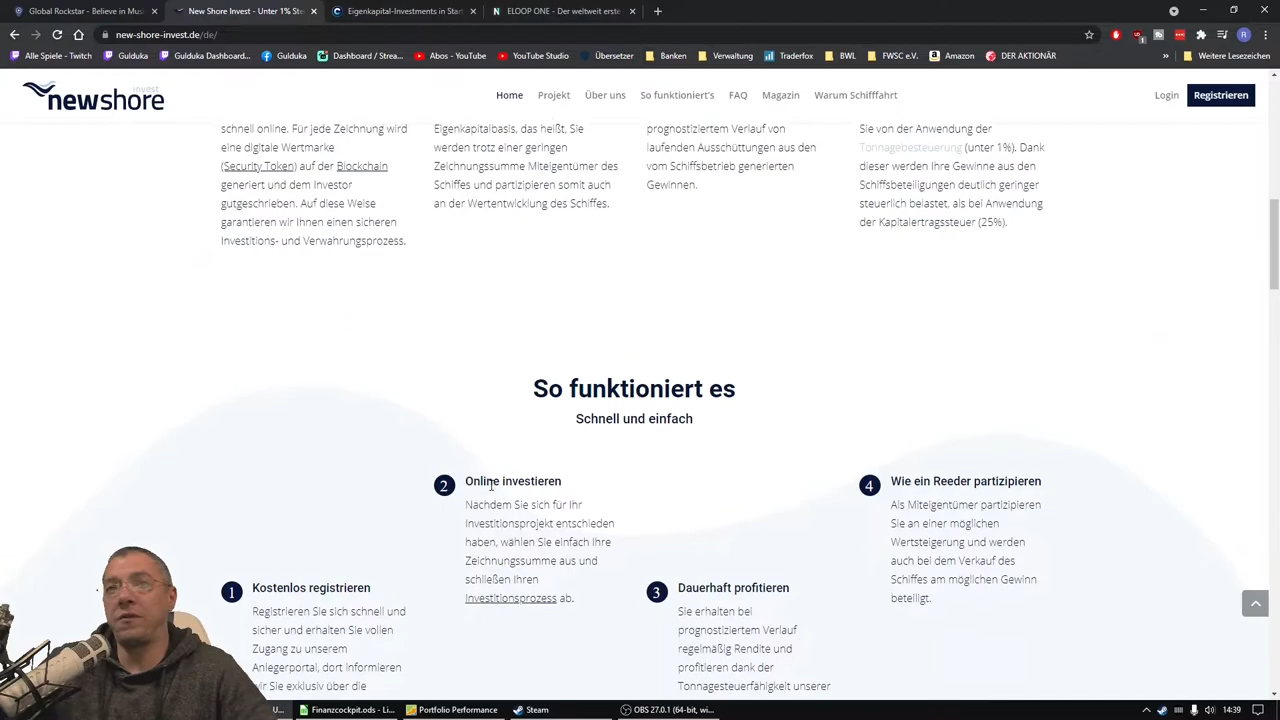 Global Rockstar - Believe in Mus
New Shore Invest - Unter 1% Ste
Eigenkapital-Investments in Start
ELOOP ONE - Der weltweit erste
new-shore-invest.de/de/
Alle Spiele - Twitch
Gulduka
Gulduka Dashboard...
Gulduka
Dashboard / Strea...
Abos - YouTube
YouTube Studio
Übersetzer
Banken
Verwaltung
Traderfox
BWL
FWSC e.V.
Amazon
DER AKTIONÄR
»
Weitere Lesezeichen
invest
newshore
Home
Projekt
Über uns
So funktioniert's
FAQ
Magazin
Warum Schifffahrt
Login
Registrieren
schnell online. Für jede Zeichnung wird
eine digitale Wertmarke
(Security Token) auf der Blockchain
generiert und dem Investor
gutgeschrieben. Auf diese Weise
garantieren wir Ihnen einen sicheren
Investitions- und Verwahrungsprozess.
Eigenkapitalbasis, das heißt, Sie
werden trotz einer geringen
Zeichnungssumme Miteigentümer des
Schiffes und partizipieren somit auch
an der Wertentwicklung des Schiffes.
prognostiziertem Verlauf von
laufenden Ausschüttungen aus den
vom Schiffsbetrieb generierten
Gewinnen.
Sie von der Anwendung der
Tonnagebesteuerung (unter 1%). Dank
dieser werden Ihre Gewinne aus den
Schiffsbeteiligungen deutlich geringer
steuerlich belastet, als bei Anwendung
der Kapitalertragssteuer (25%).
So funktioniert es
Schnell und einfach
1
Kostenlos registrieren
Registrieren Sie sich schnell und
sicher und erhalten Sie vollen
Zugang zu unserem
Anlegerportal, dort informieren
wir Sie exklusiv über die
2
Online investieren
Nachdem Sie sich für Ihr
Investitionsprojekt entschieden
haben, wählen Sie einfach Ihre
Zeichnungssumme aus und
schließen Ihren
Investitionsprozess ab.
3
Dauerhaft profitieren
Sie erhalten bei
prognostiziertem Verlauf
regelmäßig Rendite und
profitieren dank der
Tonnagesteuerfähigkeit unserer
4
Wie ein Reeder partizipieren
Als Miteigentümer partizipieren
Sie an einer möglichen
Wertsteigerung und werden
auch bei dem Verkauf des
Schiffes am möglichen Gewinn
beteiligt.
U...
Finanzcockpit.ods - Li...
Portfolio Performance
Steam
OBS 27.0.1 (64-bit, wi...
14:39